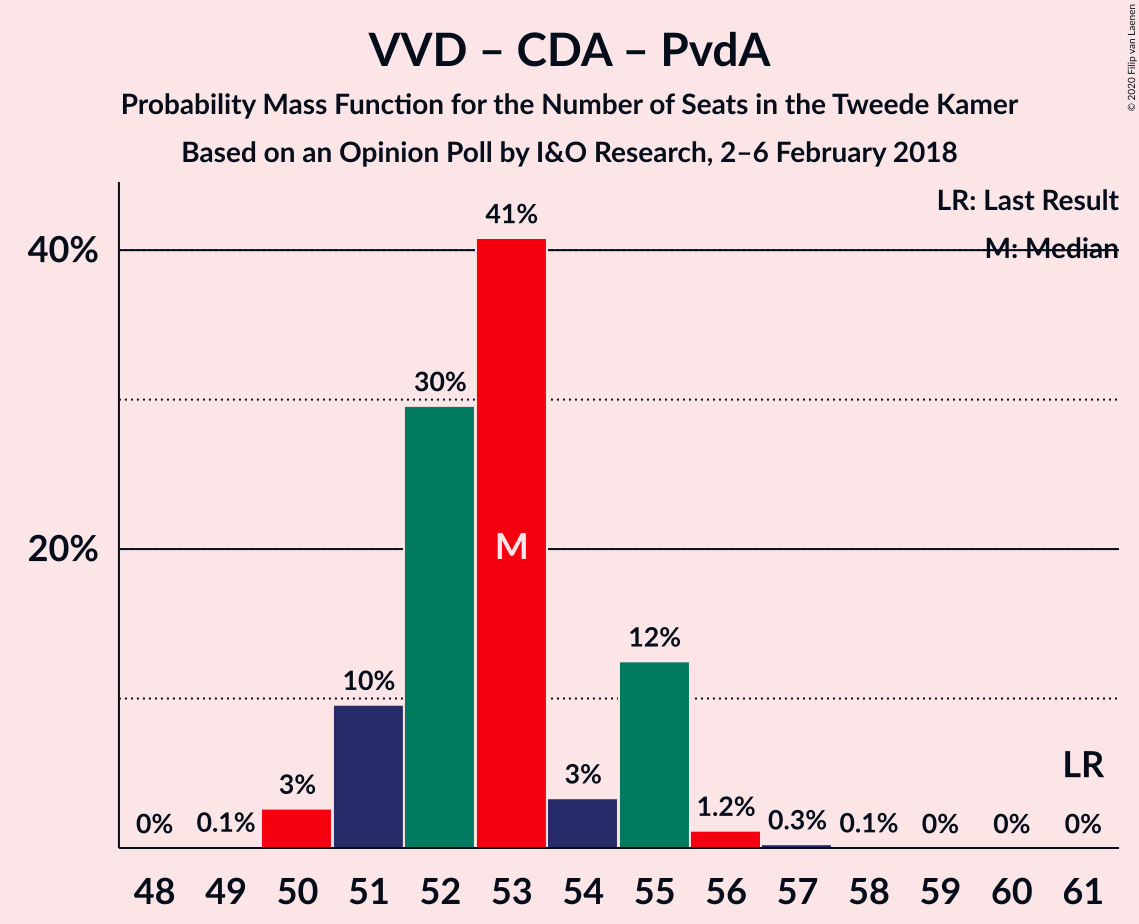 VVD – CDA – PvdA
Probability Mass Function for the Number of Seats in the Tweede Kamer
Based on an Opinion Poll by I&O Research, 2–6 February 2018
© 2020 Filip van Laenen
LR: Last Result
M: Median
40%
20%
0%
0.1%
3%
10%
30%
41%
M
3%
12%
1.2%
0.3%
0.1%
0%
0%
0%
LR
48 49 50 51 52 53 54 55 56 57 58 59 60 61